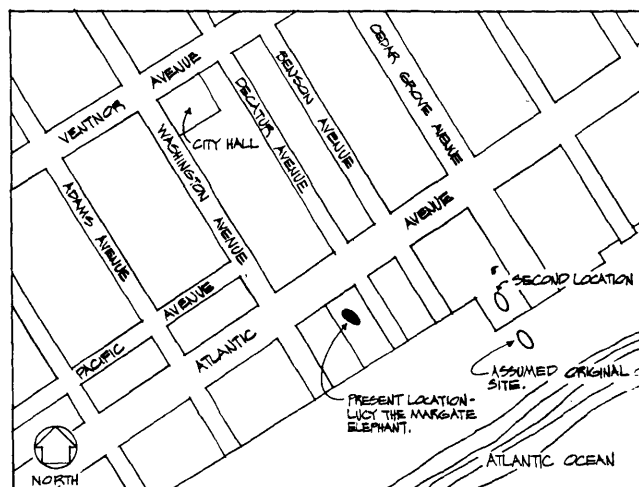 VENTNOR AVENUE
CITY HALL
ADAMS AVENUE
WASHINGTON AVENUE
DECATUR AVENUE
BENSON AVENUE
CEDAR GROVE AVENUE
PACIFIC AVENUE
ATLANTIC AVENUE
SECOND LOCATION
ASSUMED ORIGINAL
SITE.
PRESENT LOCATION-
LUCY THE MARGATE
ELEPHANT.
NORTH
ATLANTIC OCEAN